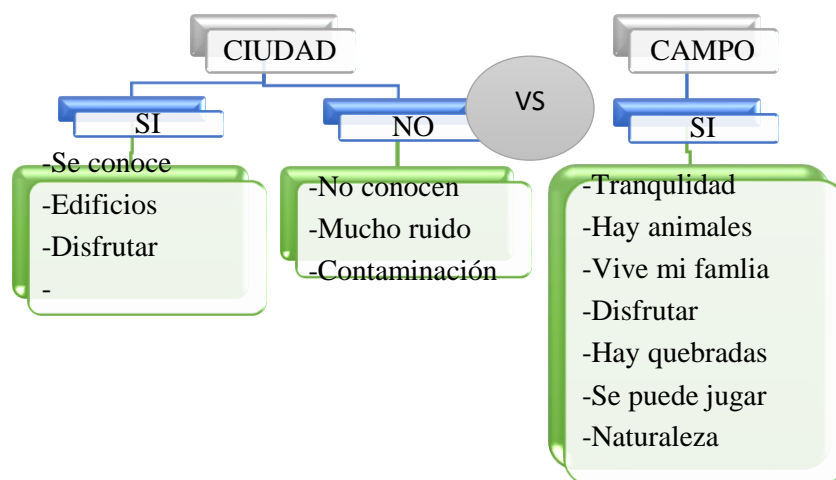 CIUDAD
VS
CAMPO
SI
NO
SI
-Se conoce
-Edificios
-Disfrutar
-
-No conocen
-Mucho ruido
-Contaminación
-Tranqulidad
-Hay animales
-Vive mi famlia
-Disfrutar
-Hay quebradas
-Se puede jugar
-Naturaleza